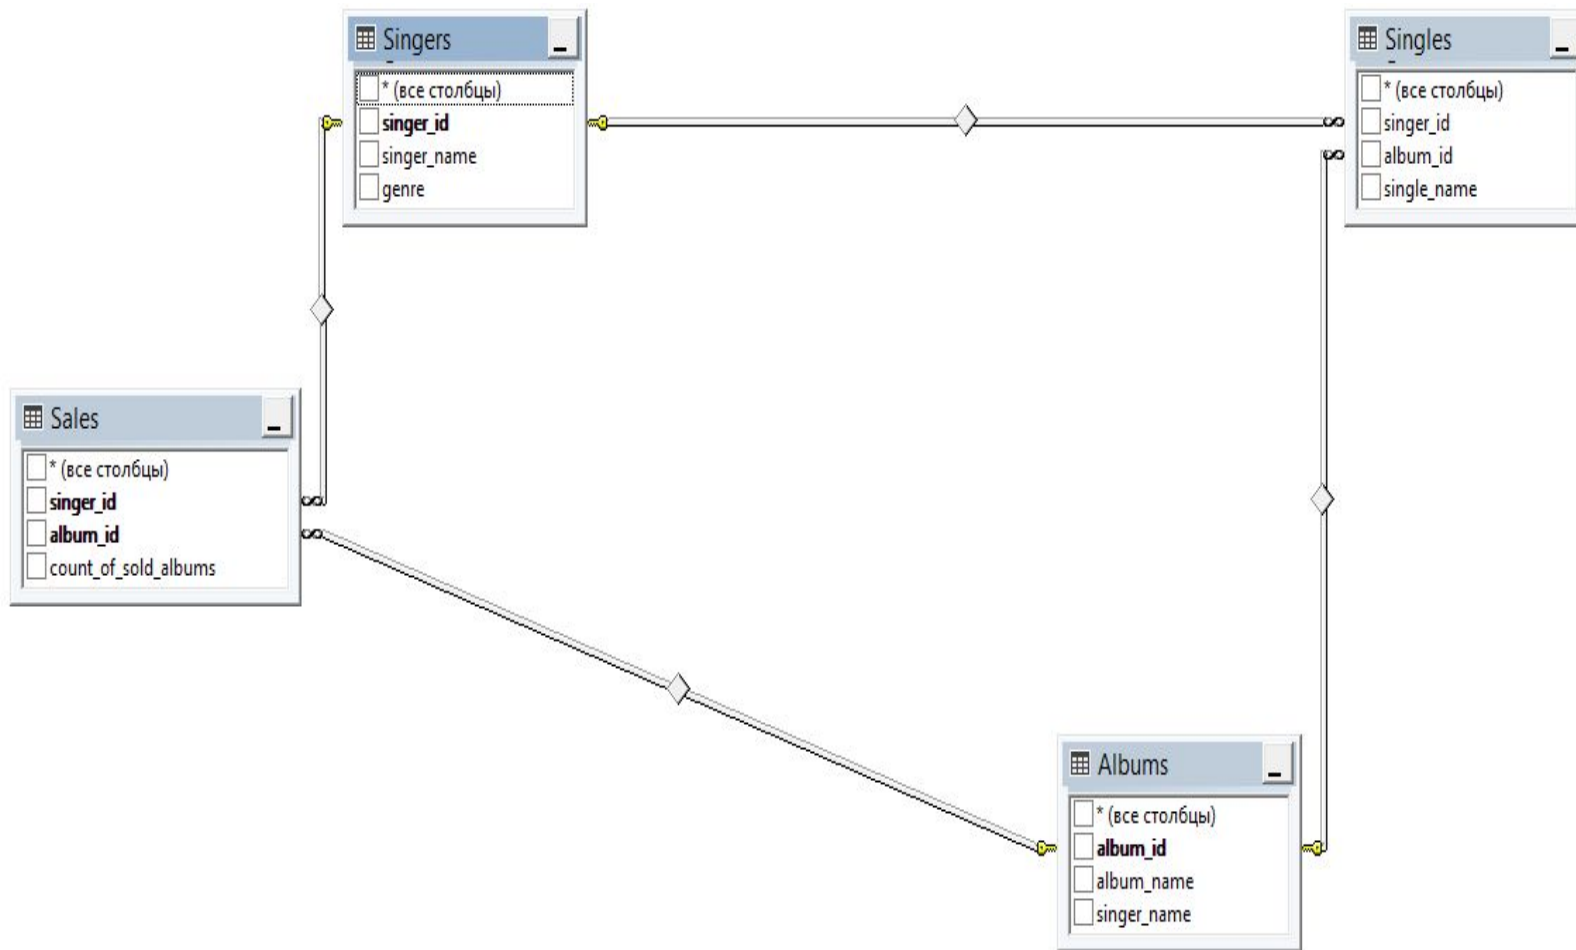 Singers
* (все столбцы)
singer_id
singer_name
genre
Singles
* (все столбцы)
singer_id
album_id
single_name
Sales
* (все столбцы)
singer_id
album_id
count_of_sold_albums
Albums
* (все столбцы)
album_id
album_name
singer_name